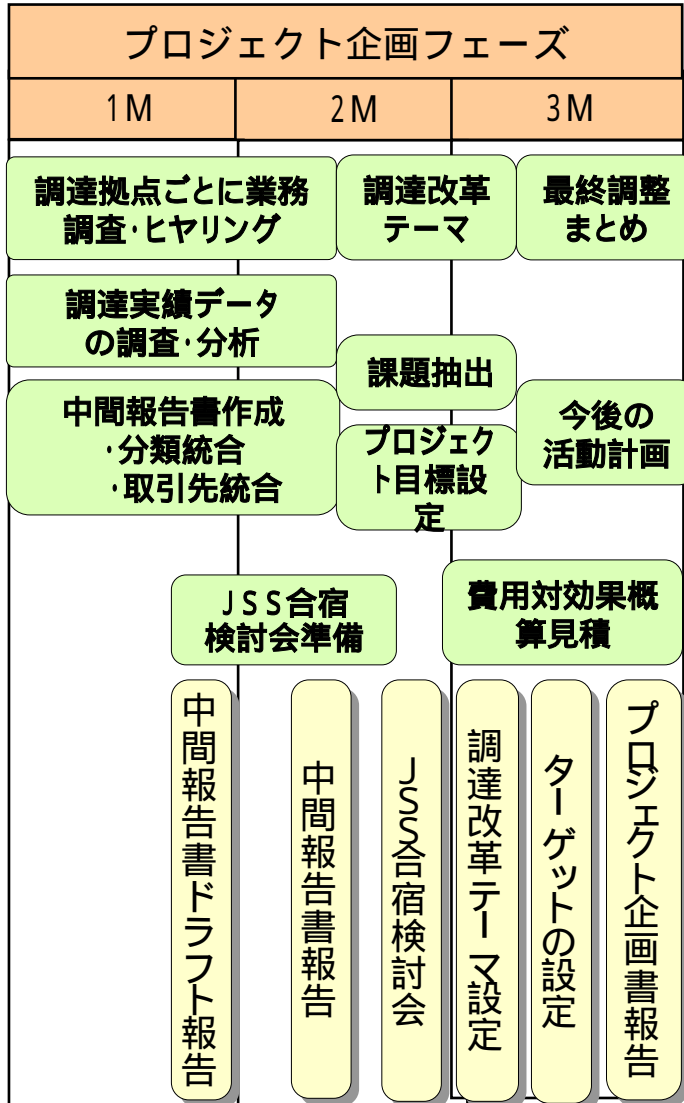 プロジェクト企画フェーズ
1M
2M
3M
調達拠点ごとに業務
調査･ヒヤリング
調達改革
テーマ
最終調整
まとめ
調達実績データ
の調査･分析
課題抽出
中間報告書作成
･分類統合
･取引先統合
プロジェク
ト目標設
定
今後の
活動計画
JSS合宿
検討会準備
費用対効果概
算見積
中間報告書ドラフト報告
中間報告書報告
JSS合宿検討会
調達改革テーマ設定
ターゲットの設定
プロジェクト企画書報告